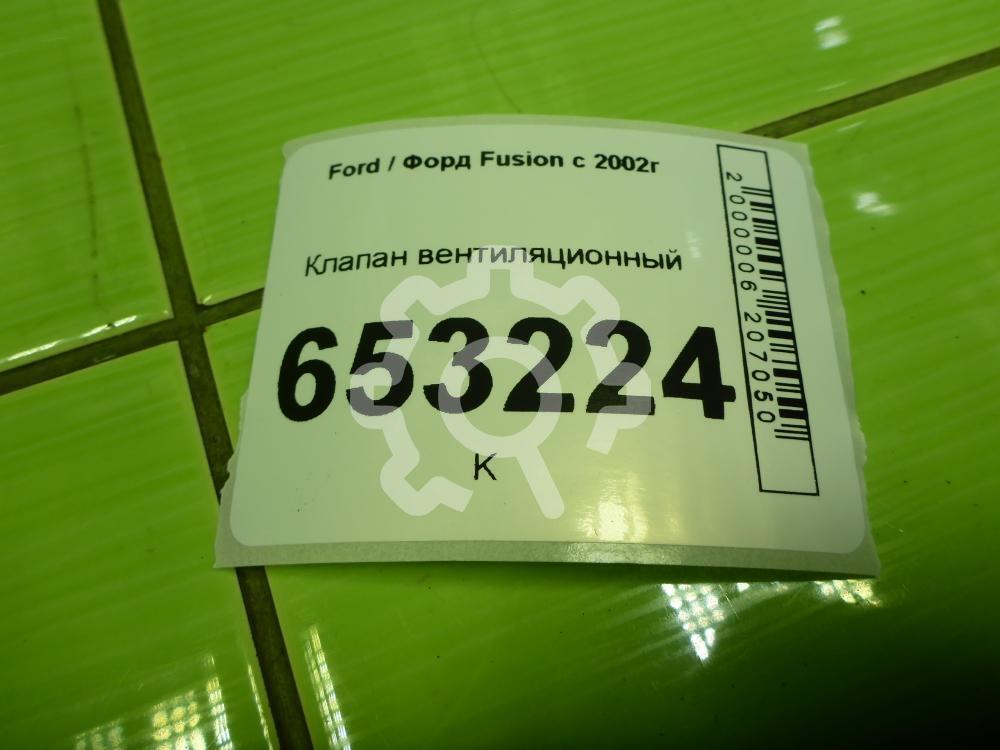 Ford / Форд Fusion с 2002г
Клапан вентиляционный
653224
К
2000006207050